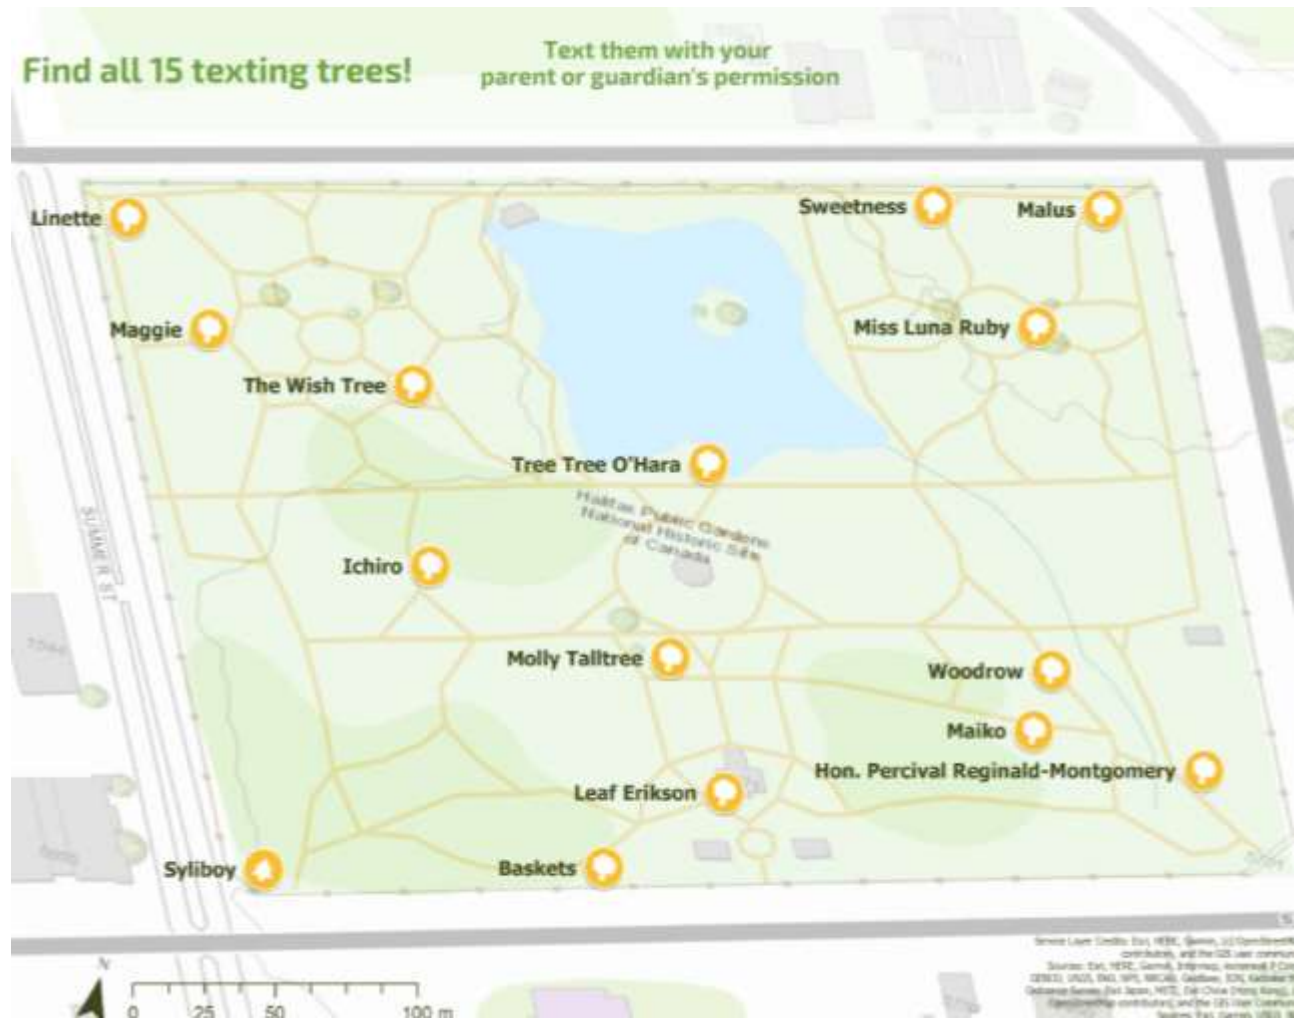 Find all 15 texting trees!
Text them with your
parent or guardian's permission
Linette
Sweetness
Malus
Maggie
Miss Luna Ruby
The Wish Tree
Tree Tree O'Hara
Halifax Public Gardens
National Historic Site
of Canada
SUMMER ST
Ichiro
Molly Talltree
Woodrow
Maiko
Hon. Percival Reginald-Montgomery
Leaf Erikson
Syliboy
Baskets
N
0 25 50 100 m